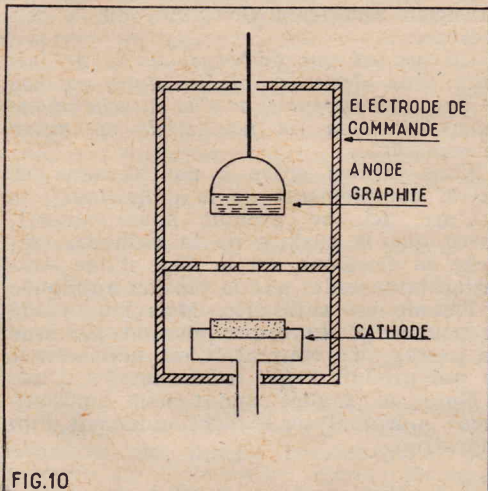 ELECTRODE DE
COMMANDE
ANODE
GRAPHITE
CATHODE
FIG.10